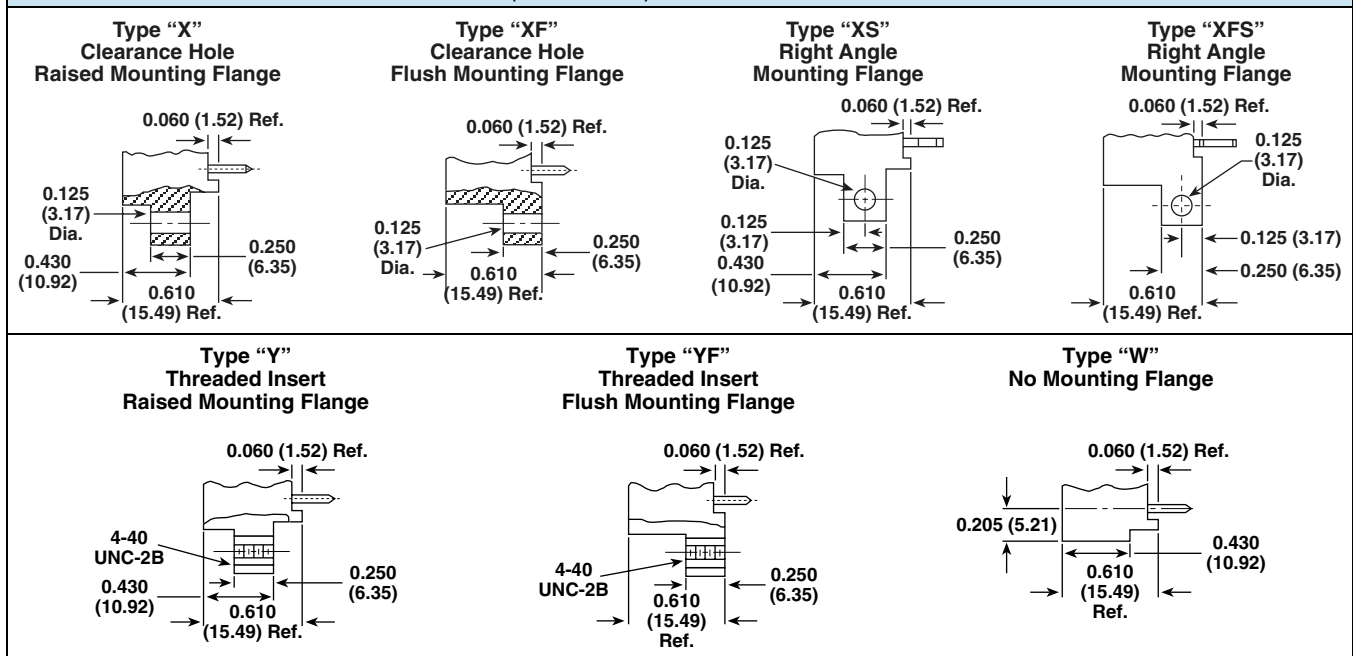 Type “X”
Clearance Hole
Raised Mounting Flange
0.060 (1.52) Ref.
0.125
(3.17)
Dia.
0.430
(10.92)
0.250
(6.35)
0.610
(15.49) Ref.
Type “XF”
Clearance Hole
Flush Mounting Flange
0.060 (1.52) Ref.
0.125
(3.17)
Dia.
0.250
(6.35)
0.610
(15.49) Ref.
Type “XS”
Right Angle
Mounting Flange
0.060 (1.52) Ref.
0.125
(3.17)
Dia.
0.125
(3.17)
0.430
(10.92)
0.250
(6.35)
0.610
(15.49) Ref.
Type “XFS”
Right Angle
Mounting Flange
0.060 (1.52) Ref.
0.125
(3.17)
Dia.
0.125 (3.17)
0.250 (6.35)
0.610
(15.49) Ref.
Type “Y”
Threaded Insert
Raised Mounting Flange
0.060 (1.52) Ref.
4-40
UNC-2B
0.430
(10.92)
0.250
(6.35)
0.610
(15.49) Ref.
Type “YF”
Threaded Insert
Flush Mounting Flange
0.060 (1.52) Ref.
4-40
UNC-2B
0.250
(6.35)
0.610
(15.49)
Ref.
Type “W”
No Mounting Flange
0.060 (1.52) Ref.
0.205 (5.21)
0.430
(10.92)
0.610
(15.49)
Ref.